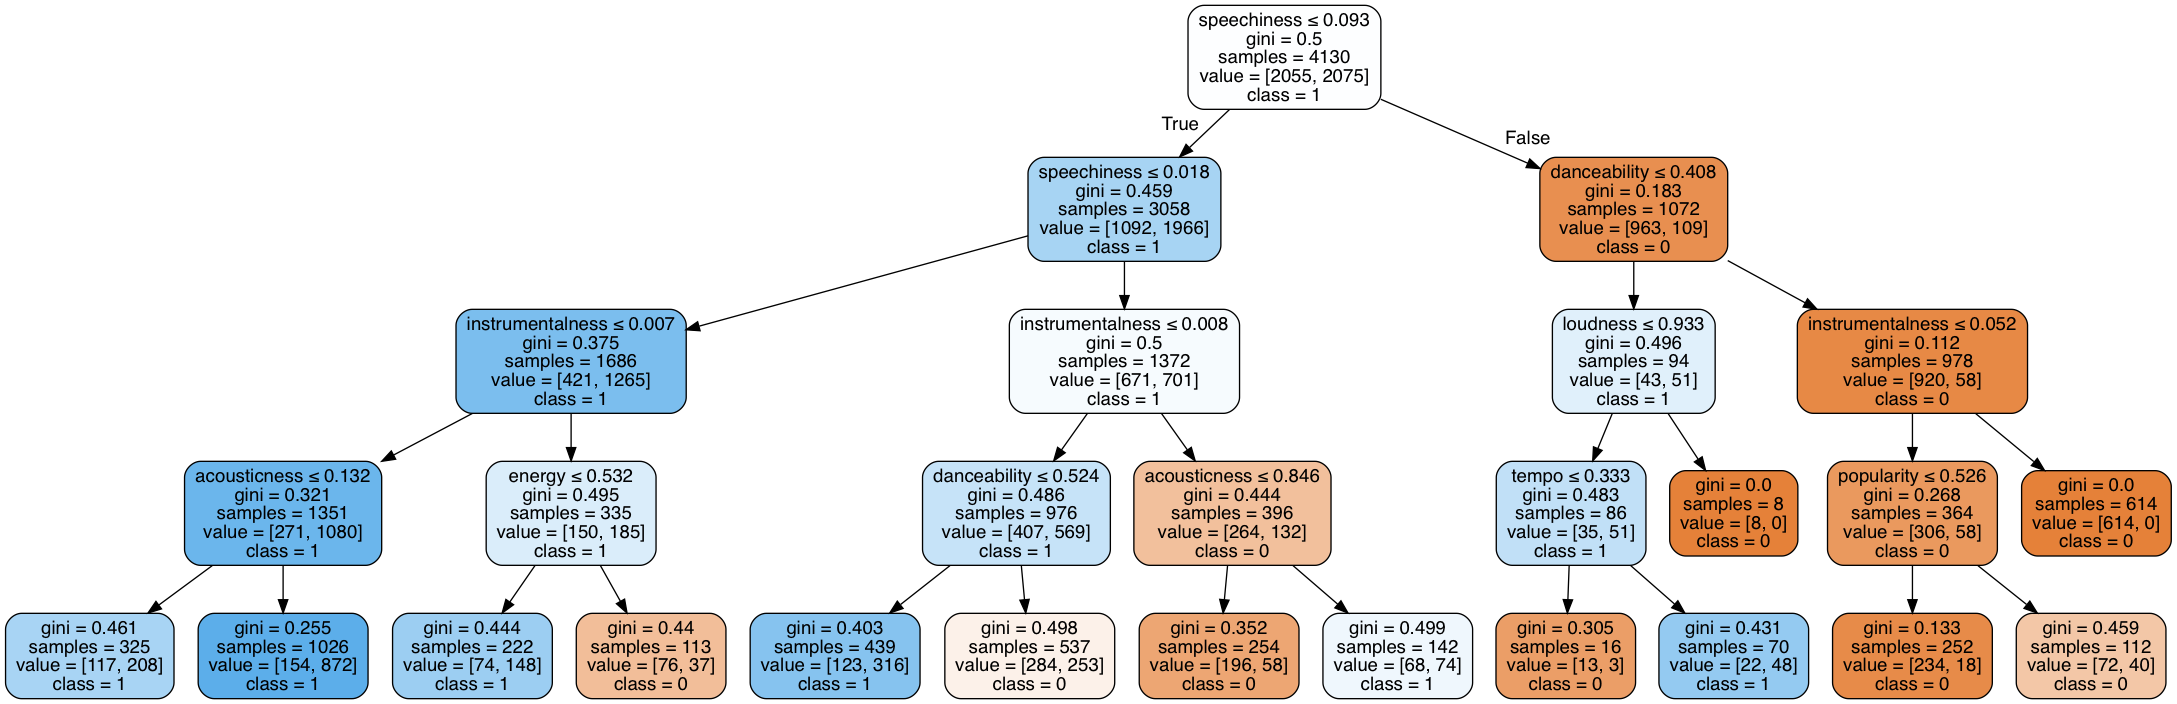 speechiness ≤ 0.093
gini = 0.5
samples = 4130
value = [2055, 2075]
class = 1
True
False
speechiness ≤ 0.018
gini = 0.459
samples = 3058
value = [1092, 1966]
class = 1
danceability ≤ 0.408
gini = 0.183
samples = 1072
value = [963, 109]
class = 0
instrumentalness ≤ 0.007
gini = 0.375
samples = 1686
value = [421, 1265]
class = 1
instrumentalness ≤ 0.008
gini = 0.5
samples = 1372
value = [671, 701]
class = 1
loudness ≤ 0.933
gini = 0.496
samples = 94
value = [43, 51]
class = 1
instrumentalness ≤ 0.052
gini = 0.112
samples = 978
value = [920, 58]
class = 0
acousticness ≤ 0.132
gini = 0.321
samples = 1351
value = [271, 1080]
class = 1
energy ≤ 0.532
gini = 0.495
samples = 335
value = [150, 185]
class = 1
danceability ≤ 0.524
gini = 0.486
samples = 976
value = [407, 569]
class = 1
acousticness ≤ 0.846
gini = 0.444
samples = 396
value = [264, 132]
class = 0
tempo ≤ 0.333
gini = 0.483
samples = 86
value = [35, 51]
class = 1
gini = 0.0
samples = 8
value = [8, 0]
class = 0
popularity ≤ 0.526
gini = 0.268
samples = 364
value = [306, 58]
class = 0
gini = 0.0
samples = 614
value = [614, 0]
class = 0
gini = 0.461
samples = 325
value = [117, 208]
class = 1
gini = 0.255
samples = 1026
value = [154, 872]
class = 1
gini = 0.444
samples = 222
value = [74, 148]
class = 1
gini = 0.44
samples = 113
value = [76, 37]
class = 0
gini = 0.403
samples = 439
value = [123, 316]
class = 1
gini = 0.498
samples = 537
value = [284, 253]
class = 0
gini = 0.352
samples = 254
value = [196, 58]
class = 0
gini = 0.499
samples = 142
value = [68, 74]
class = 1
gini = 0.305
samples = 16
value = [13, 3]
class = 0
gini = 0.431
samples = 70
value = [22, 48]
class = 1
gini = 0.133
samples = 252
value = [234, 18]
class = 0
gini = 0.459
samples = 112
value = [72, 40]
class = 0